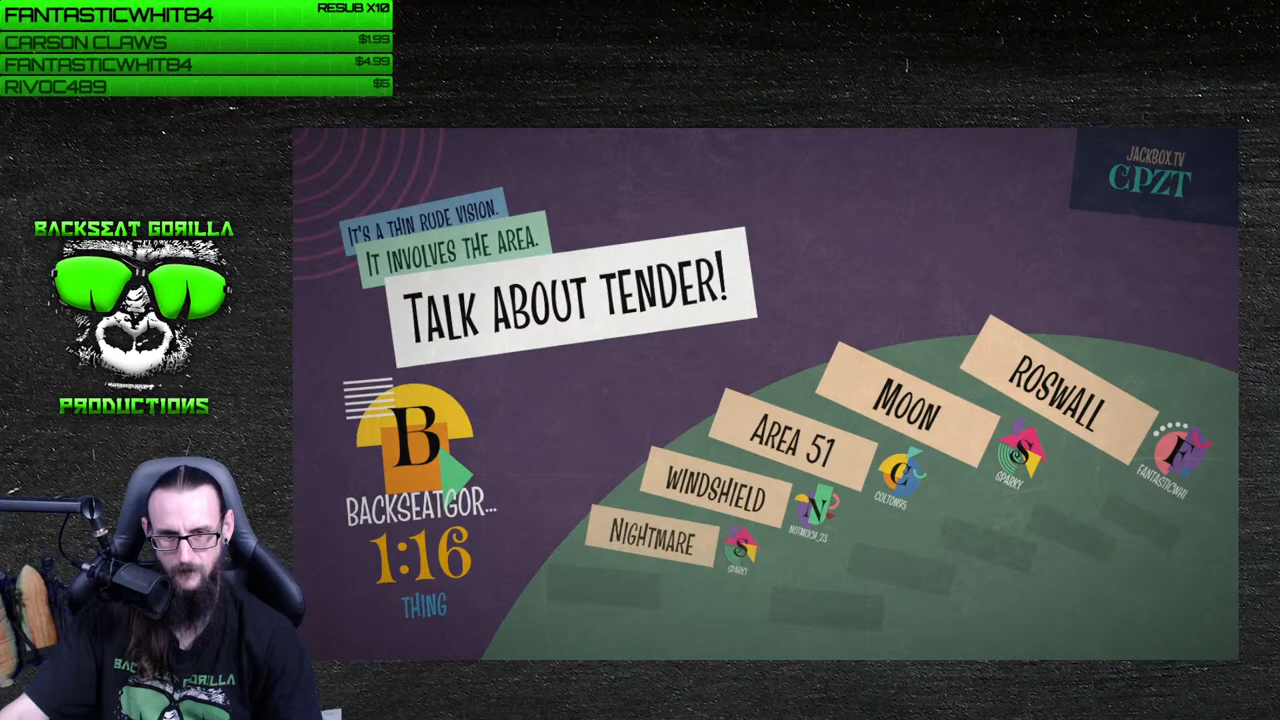 FANTASTICWHIT84 RESUB X10
CARSON CLAWS $1.99
FANTASTICWHIT84 $4.99
RIVOC489 $5
JACKBOX.TV
CPZT
IT'S A THIN RUDE VISION.
IT INVOLVES THE AREA.
TALK ABOUT TENDER!
BACKSEAT GORILLA
PRODUCTIONS
ROSWALL
F
FANTASTICWHI
MOON
S
SPARKY
AREA 51
C
COLTON95
WINDSHIELD
N
NIGHTMARE
S
SPARKY
B
BACKSEATGOR...
1:16
THING
GORILLA